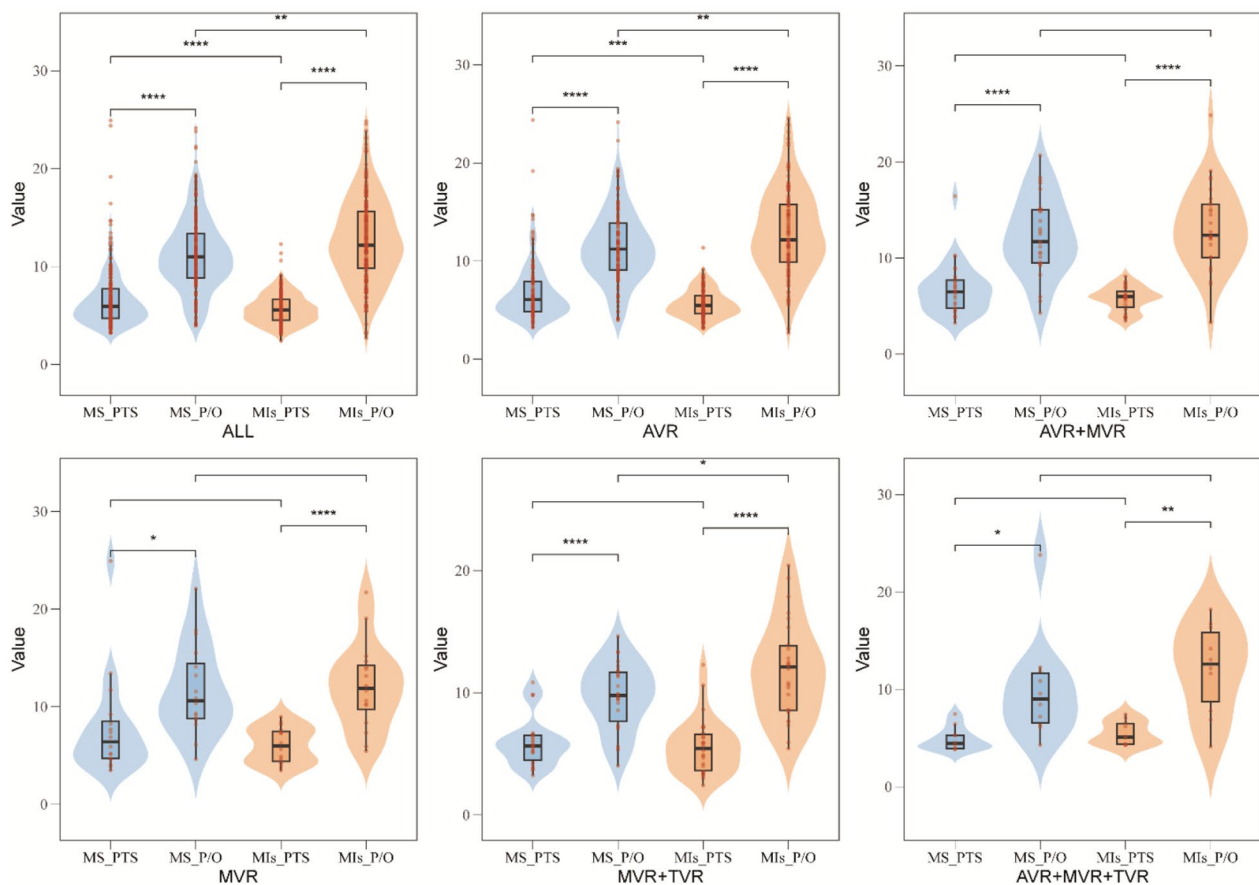 **
****
****
****
30
20
10
0
Value
MS_PTS MS_P/O MIs_PTS MIs_P/O
ALL
**
***
****
****
30
20
10
0
Value
MS_PTS MS_P/O MIs_PTS MIs_P/O
AVR
****
****
30
20
10
0
Value
MS_PTS MS_P/O MIs_PTS MIs_P/O
AVR+MVR
****
*
30
20
10
0
Value
MS_PTS MS_P/O MIs_PTS MIs_P/O
MVR
*
****
****
20
10
0
Value
MS_PTS MS_P/O MIs_PTS MIs_P/O
MVR+TVR
**
*
30
20
10
0
Value
MS_PTS MS_P/O MIs_PTS MIs_P/O
AVR+MVR+TVR